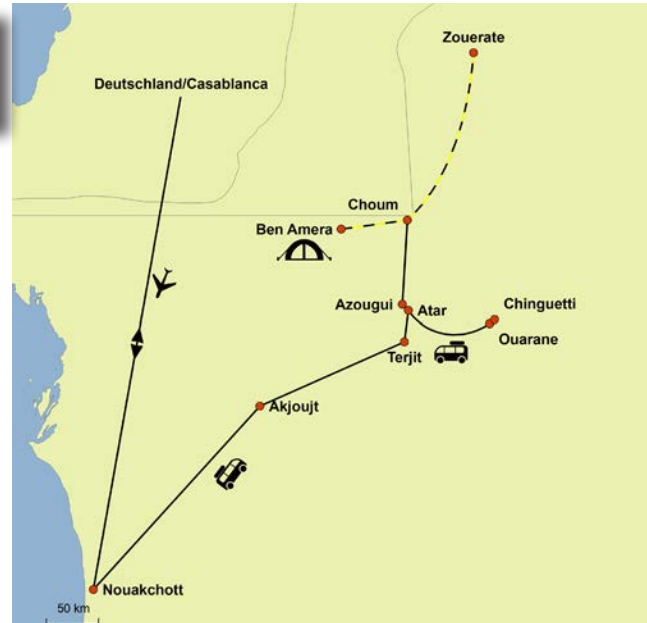 Zouerate
Deutschland/Casablanca
Choum
Ben Amera
Azougui
Atar
Chinguetti
Ouarane
Terjit
Akjoujt
Nouakchott
50 km